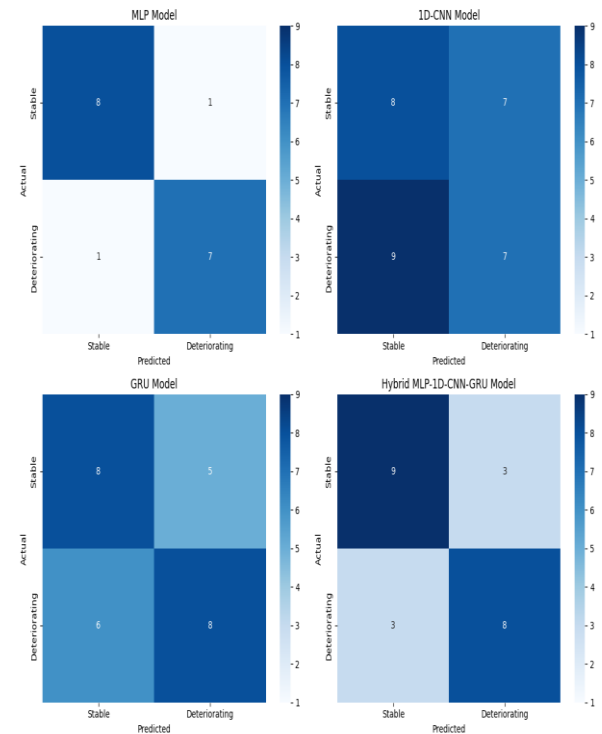 MLP Model
Stable
Deteriorating
Actual
8
1
1
7
Stable
Deteriorating
Predicted
9
8
7
6
5
4
3
2
1
1D-CNN Model
Stable
Deteriorating
Actual
8
7
9
7
Stable
Deteriorating
Predicted
9
8
7
6
5
4
3
2
1
GRU Model
Stable
Deteriorating
Actual
8
5
6
8
Stable
Deteriorating
Predicted
9
8
7
6
5
4
3
2
1
Hybrid MLP-1D-CNN-GRU Model
Stable
Deteriorating
Actual
9
3
3
8
Stable
Deteriorating
Predicted
9
8
7
6
5
4
3
2
1